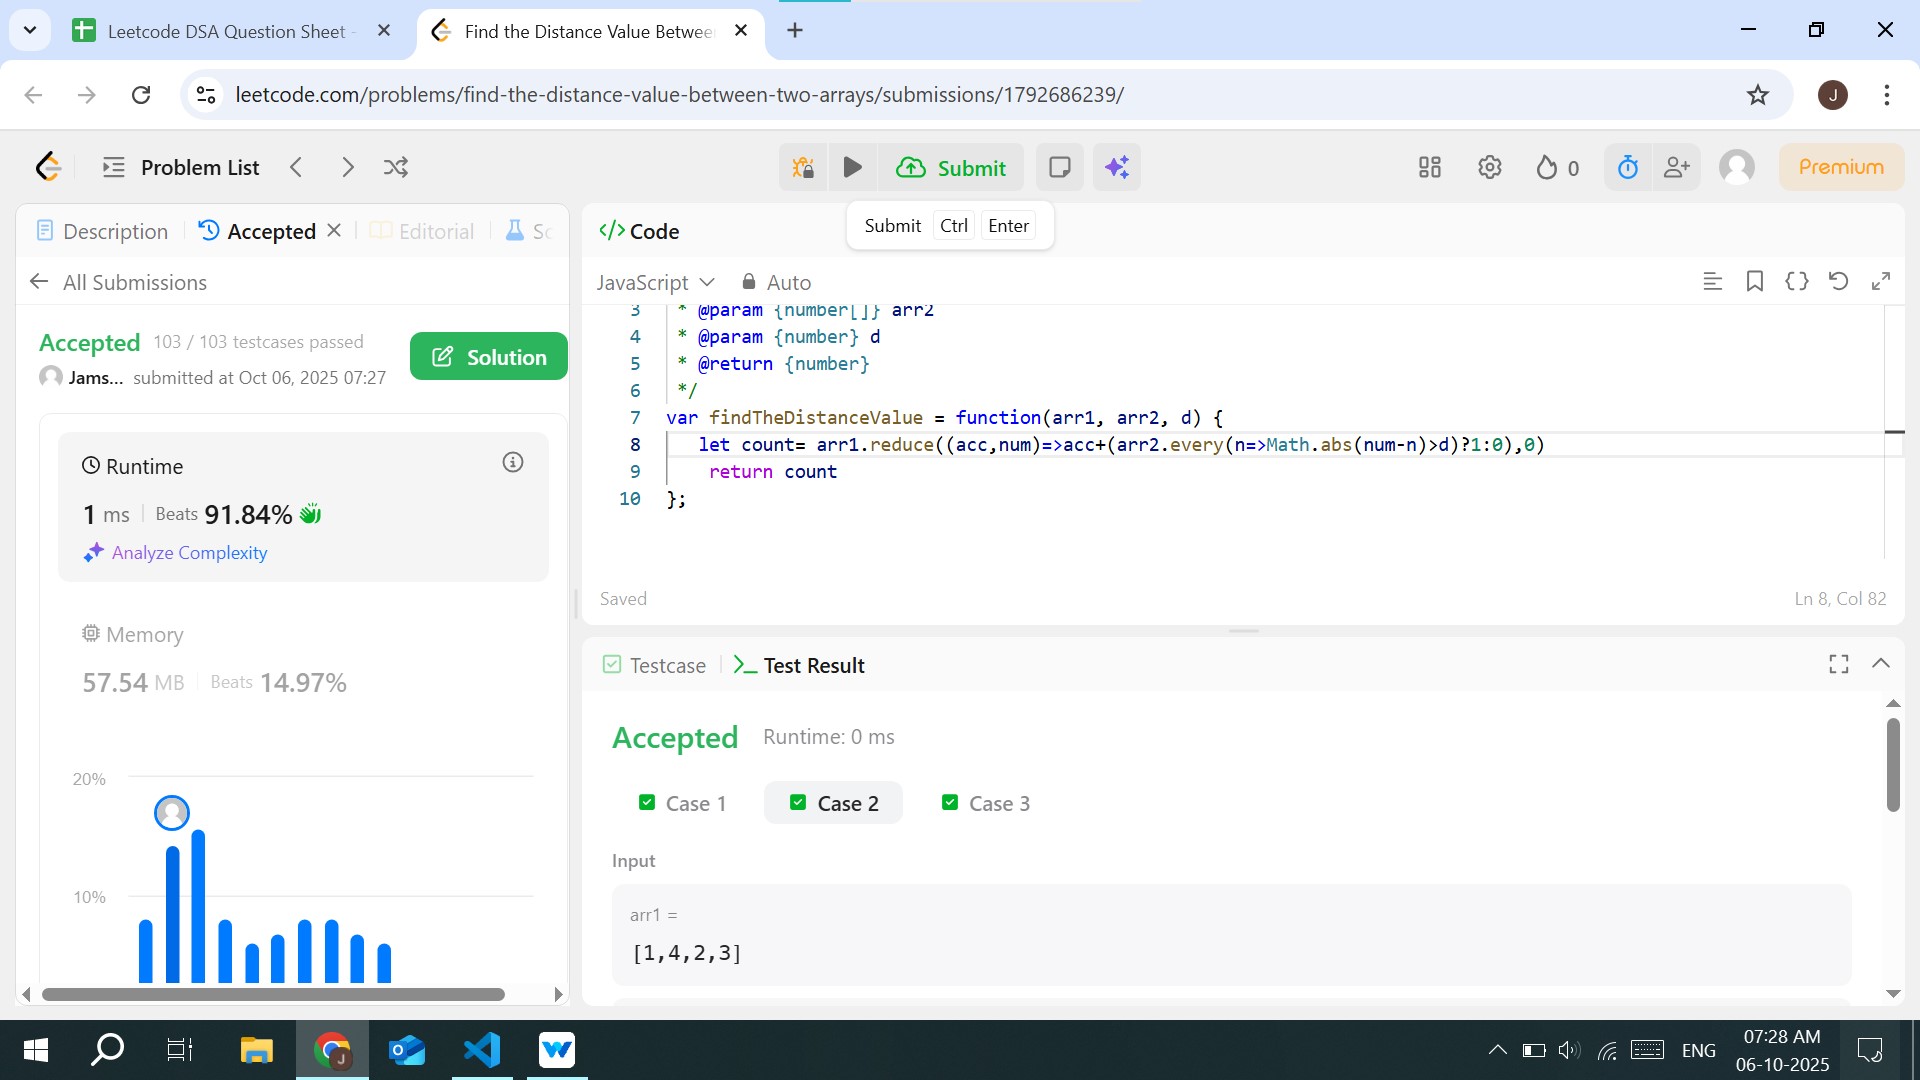 Leetcode DSA Question Sheet -
Find the Distance Value Betwee
leetcode.com/problems/find-the-distance-value-between-two-arrays/submissions/1792686239/
J
Problem List
Submit
0
Premium
Description
Accepted
Editorial
So
Code
Submit Ctrl Enter
All Submissions
JavaScript
Auto
Accepted 103 / 103 testcases passed
Jams... submitted at Oct 06, 2025 07:27
Solution
Runtime
1 ms Beats 91.84%
Analyze Complexity
Memory
57.54 MB Beats 14.97%
20%
10%
3 * @param {number[]} arr2
4 * @param {number} d
5 * @return {number}
6 */
7 var findTheDistanceValue = function(arr1, arr2, d) {
8 let count= arr1.reduce((acc,num)=>acc+(arr2.every(n=>Math.abs(num-n)>d)?1:0),0)
9 return count
10 };
Saved
Ln 8, Col 82
Testcase
>_ Test Result
Accepted Runtime: 0 ms
Case 1
Case 2
Case 3
Input
arr1 =
[1,4,2,3]
J
W
ENG
07:28 AM
06-10-2025